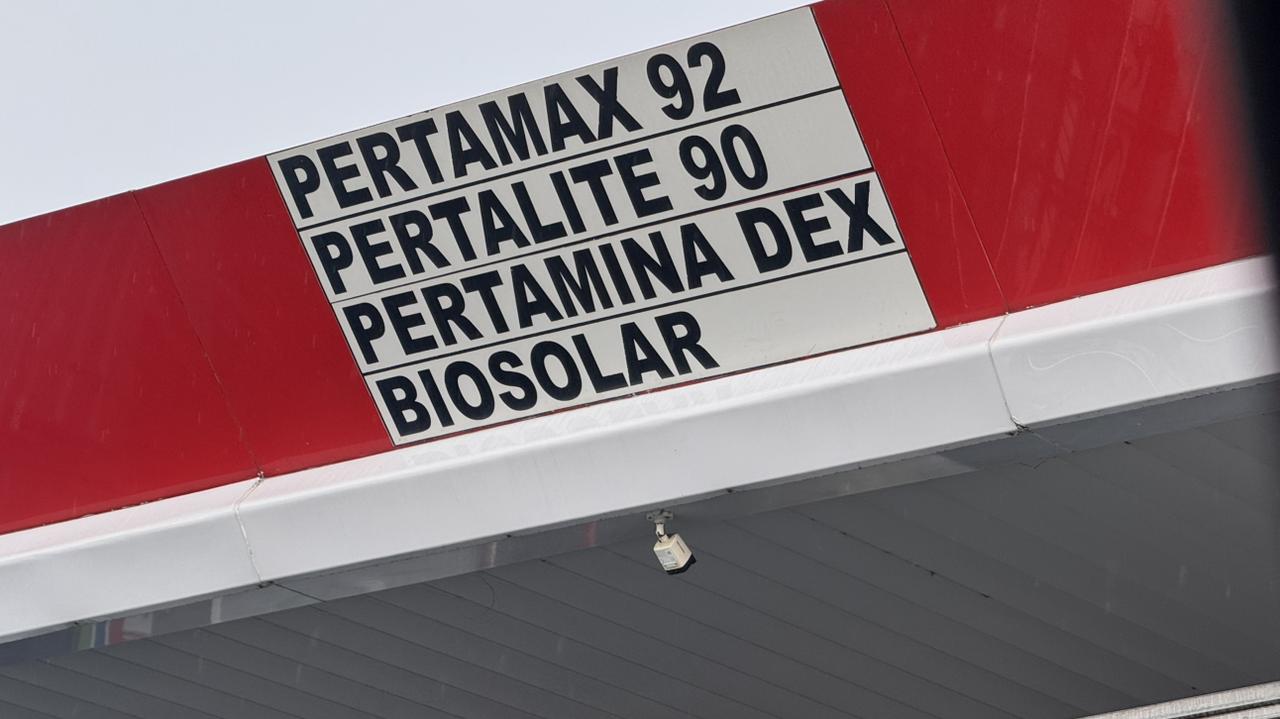 PERTAMAX 92
PERTALITE 90
PERTAMINA DEX
BIOSOLAR